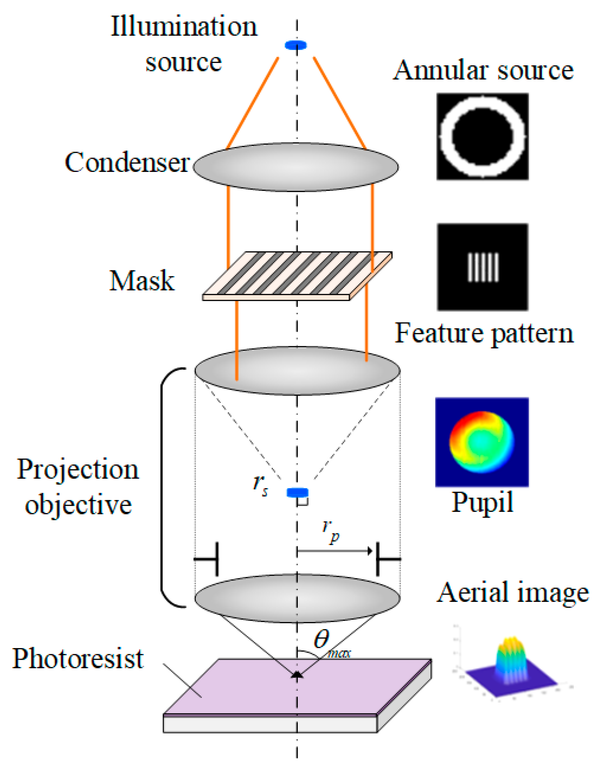 Illumination
source
Annular source
Condenser
Mask
Feature pattern
Projection
objective
r_s
r_p
Pupil
Aerial image
θ_max
Photoresist